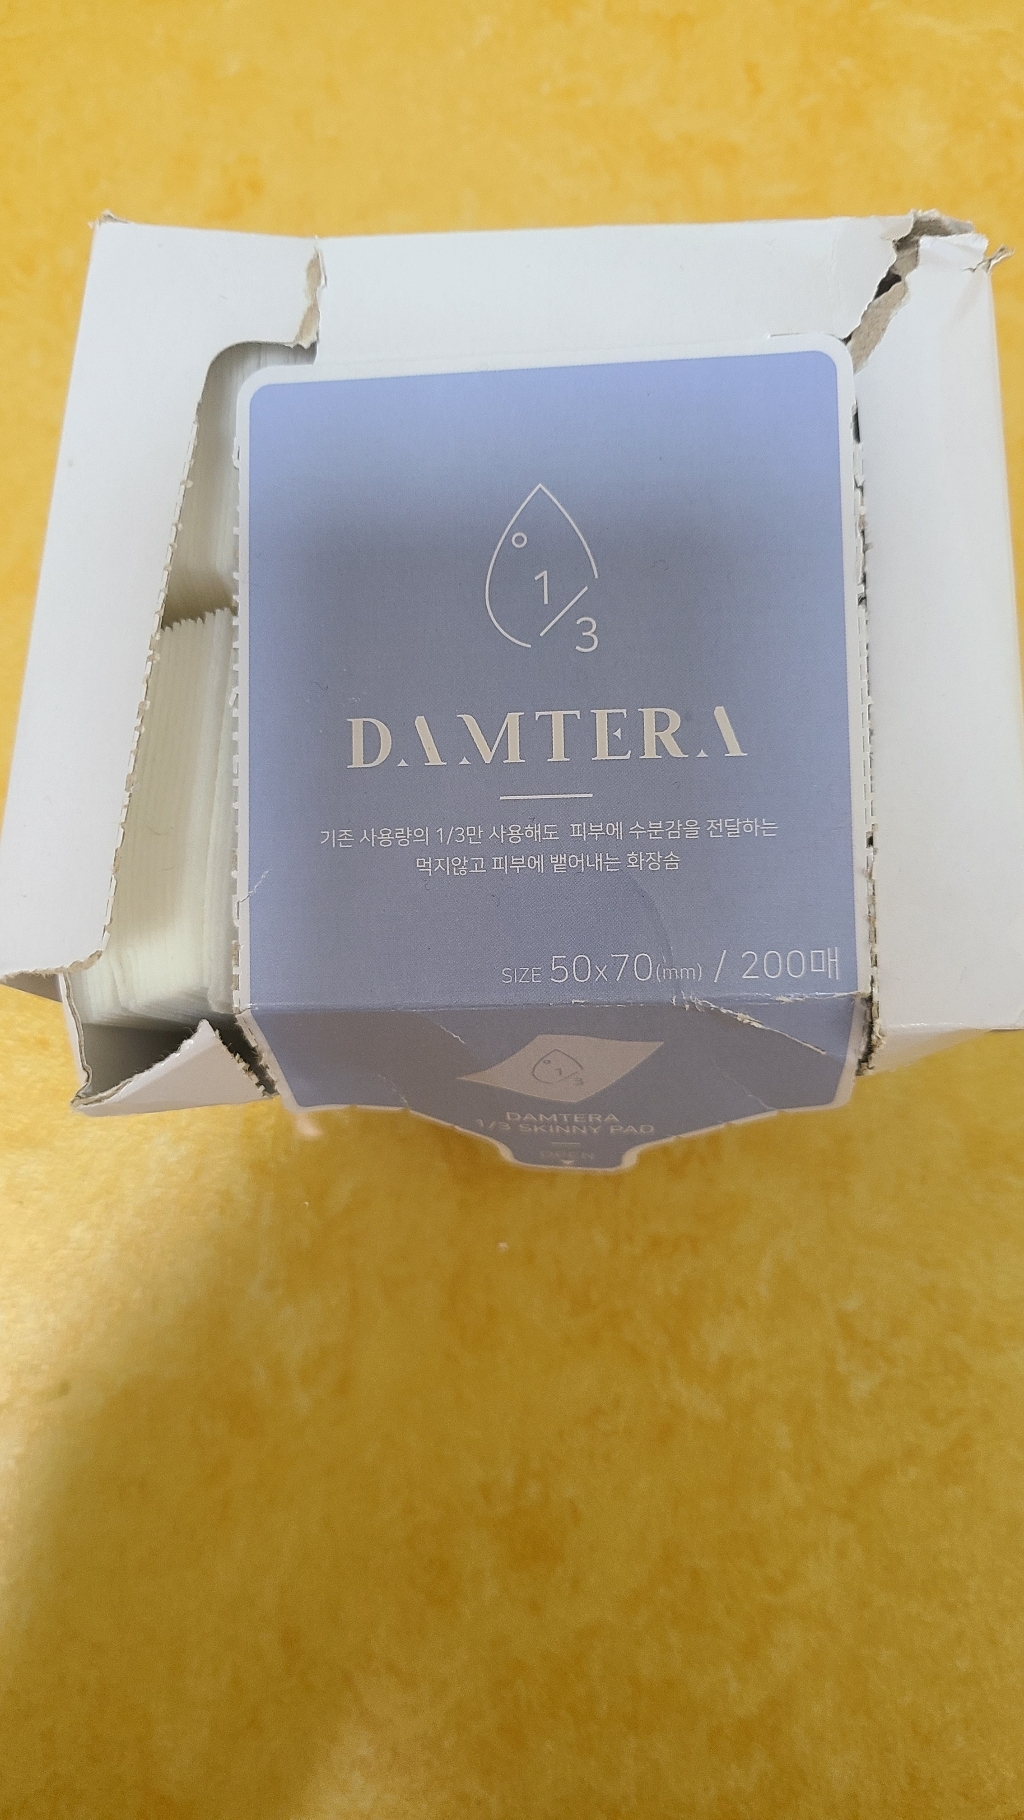 1/3
DAMTERA
기존 사용량의 1/3만 사용해도 피부에 수분감을 전달하는
먹지않고 피부에 뱉어내는 화장솜
SIZE 50x70(mm) / 200매
1/3
DAMTERA
1/3 SKINNY PAD